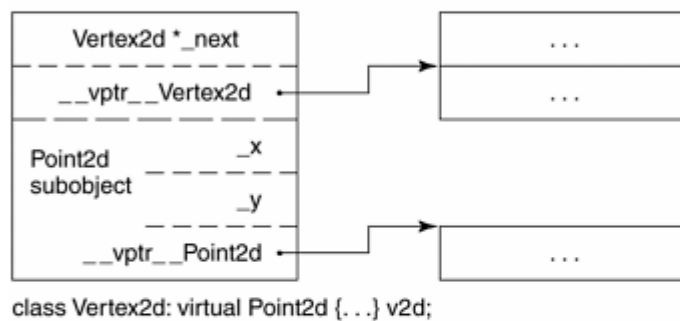 Vertex2d *_next
...
__vptr__Vertex2d
...
Point2d
subobject
_x
_y
__vptr__Point2d
...
class Vertex2d: virtual Point2d {...} v2d;